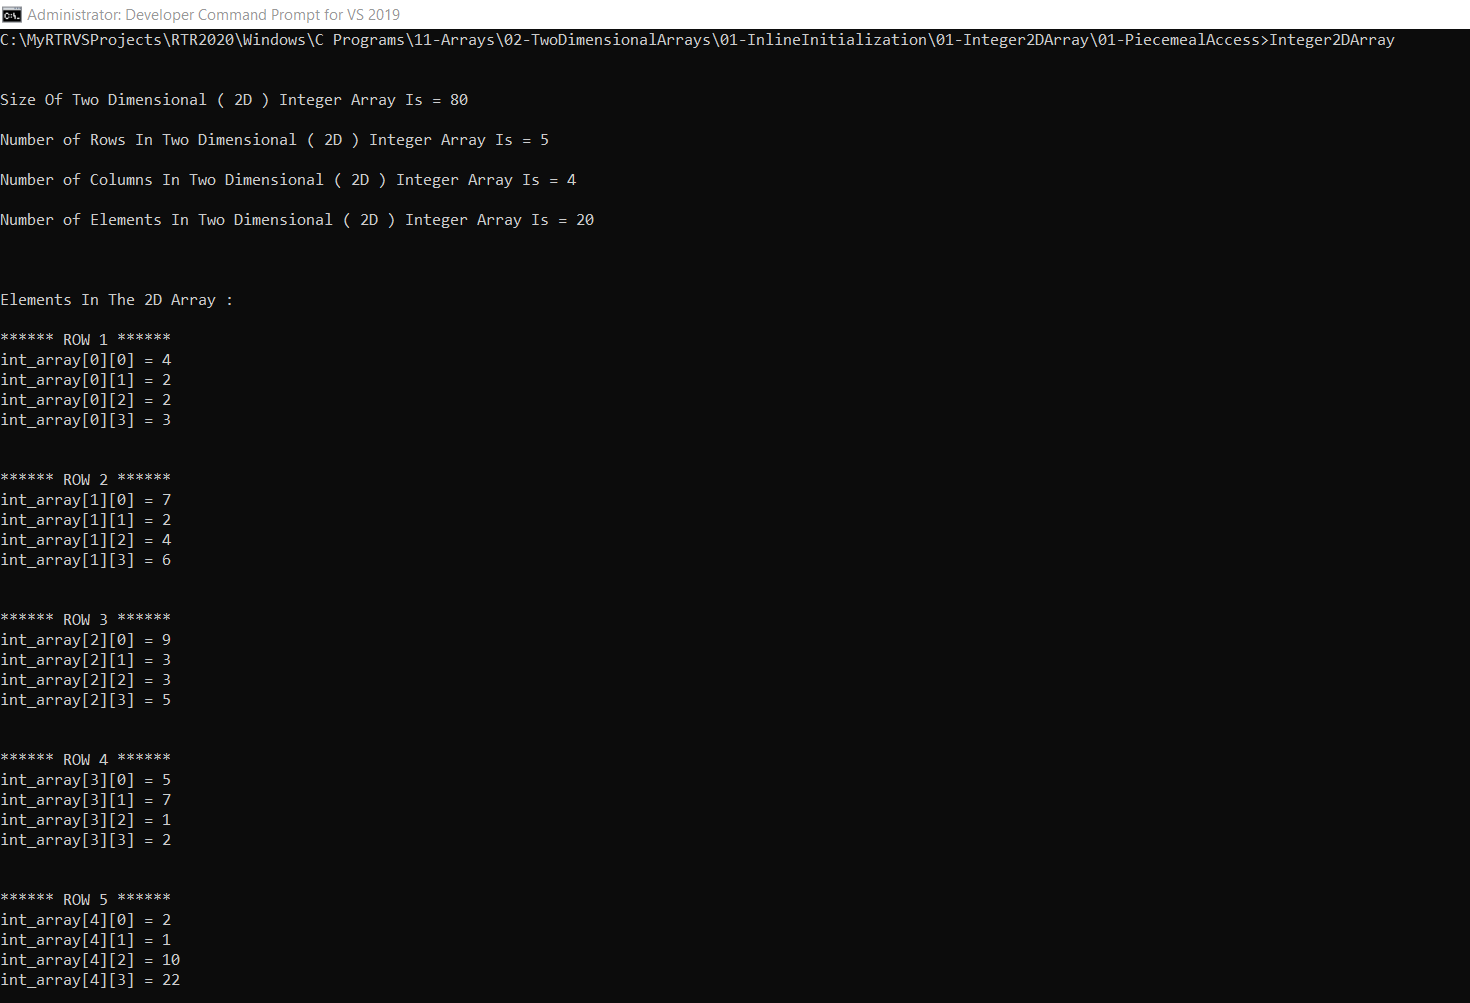 Administrator: Developer Command Prompt for VS 2019
C:\MyRTRVSProjects\RTR2020\Windows\C Programs\11-Arrays\02-TwoDimensionalArrays\01-InlineInitialization\01-Integer2DArray\01-PiecemealAccess>Integer2DArray
Size Of Two Dimensional ( 2D ) Integer Array Is = 80
Number of Rows In Two Dimensional ( 2D ) Integer Array Is = 5
Number of Columns In Two Dimensional ( 2D ) Integer Array Is = 4
Number of Elements In Two Dimensional ( 2D ) Integer Array Is = 20
Elements In The 2D Array :
****** ROW 1 ******
int_array[0][0] = 4
int_array[0][1] = 2
int_array[0][2] = 2
int_array[0][3] = 3
****** ROW 2 ******
int_array[1][0] = 7
int_array[1][1] = 2
int_array[1][2] = 4
int_array[1][3] = 6
****** ROW 3 ******
int_array[2][0] = 9
int_array[2][1] = 3
int_array[2][2] = 3
int_array[2][3] = 5
****** ROW 4 ******
int_array[3][0] = 5
int_array[3][1] = 7
int_array[3][2] = 1
int_array[3][3] = 2
****** ROW 5 ******
int_array[4][0] = 2
int_array[4][1] = 1
int_array[4][2] = 10
int_array[4][3] = 22